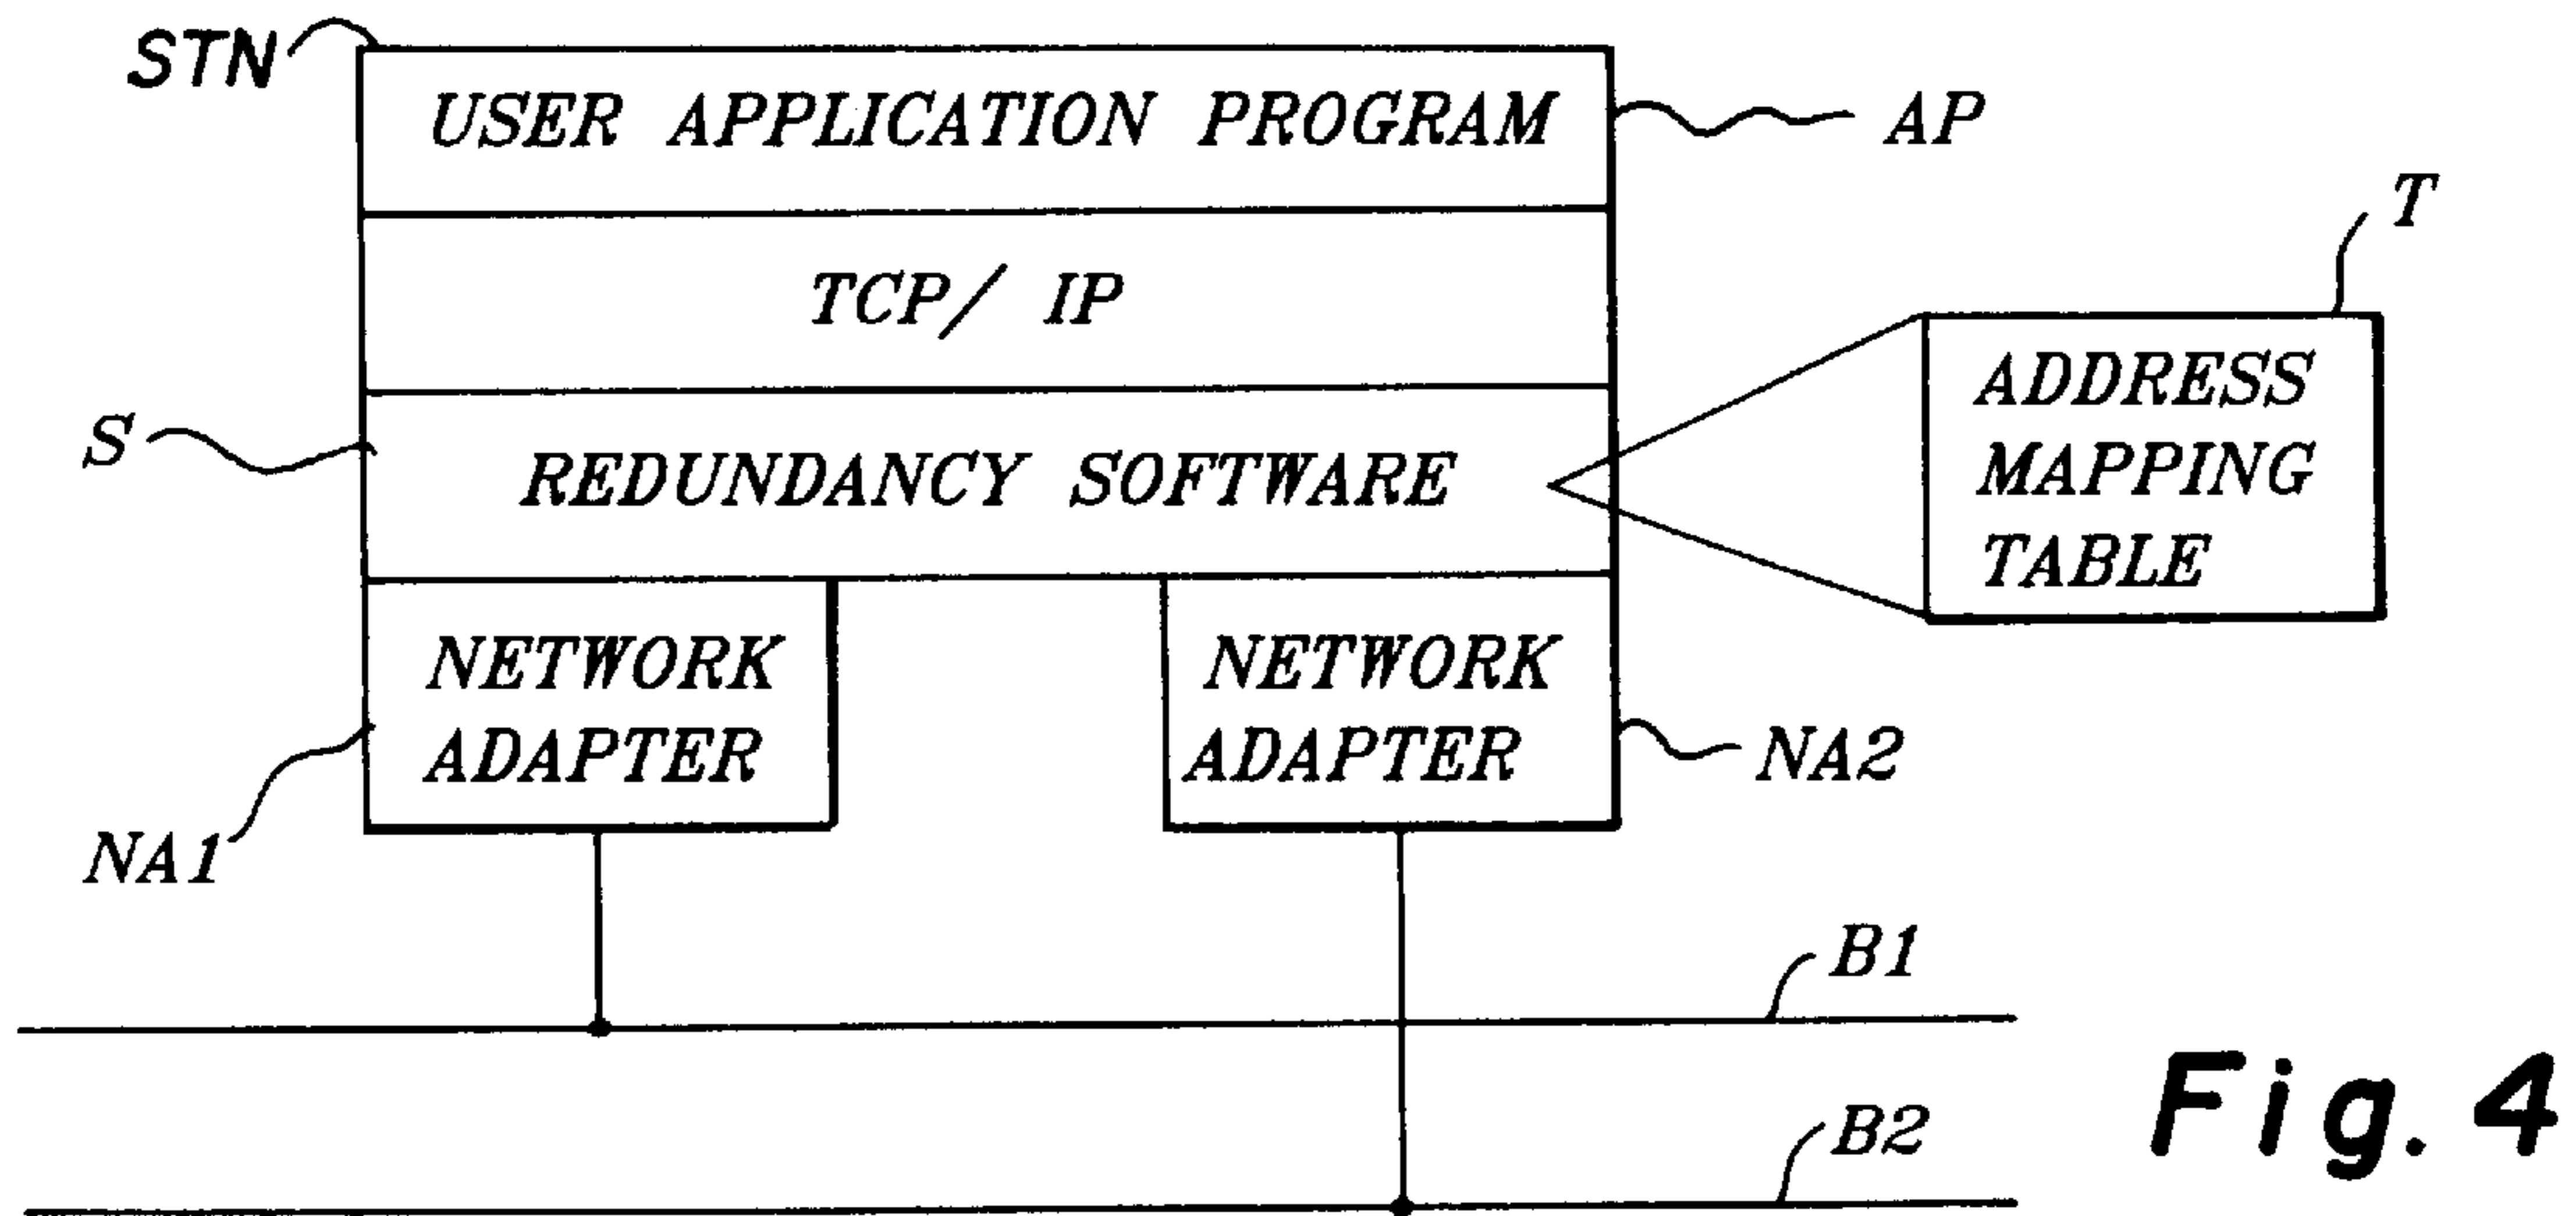 STN
USER APPLICATION PROGRAM
AP
T
TCP/ IP
ADDRESS
MAPPING
TABLE
S
REDUNDANCY SOFTWARE
NETWORK
ADAPTER
NETWORK
ADAPTER
NA2
NA1
B1
B2
Fig. 4